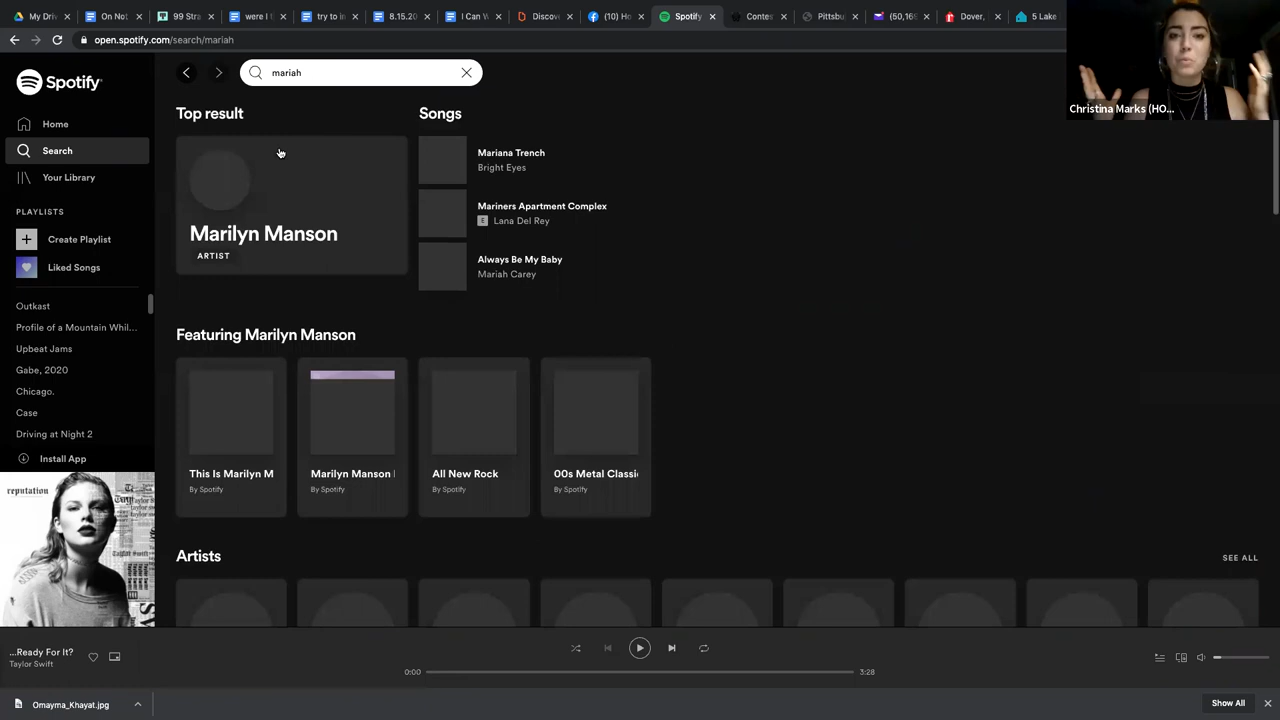 My Driv
On Not
99 Stra
were I t
try to in
8.15.20
I Can W
Discov
(10) Ho
Spotify
Contes
Pittsbu
(50,169
Dover,
5 Lake
open.spotify.com/search/mariah
Christina Marks (HO...
Spotify
mariah
Home
Search
Your Library
PLAYLISTS
Create Playlist
Liked Songs
Outkast
Profile of a Mountain Whil...
Upbeat Jams
Gabe, 2020
Chicago.
Case
Driving at Night 2
Install App
Top result
Marilyn Manson
ARTIST
Songs
Mariana Trench
Bright Eyes
Mariners Apartment Complex
E Lana Del Rey
Always Be My Baby
Mariah Carey
Featuring Marilyn Manson
This Is Marilyn M
By Spotify
Marilyn Manson
By Spotify
All New Rock
By Spotify
00s Metal Classi
By Spotify
Artists
SEE ALL
reputation
...Ready For It?
Taylor Swift
0:00
3:28
Omayma_Khayat.jpg
Show All